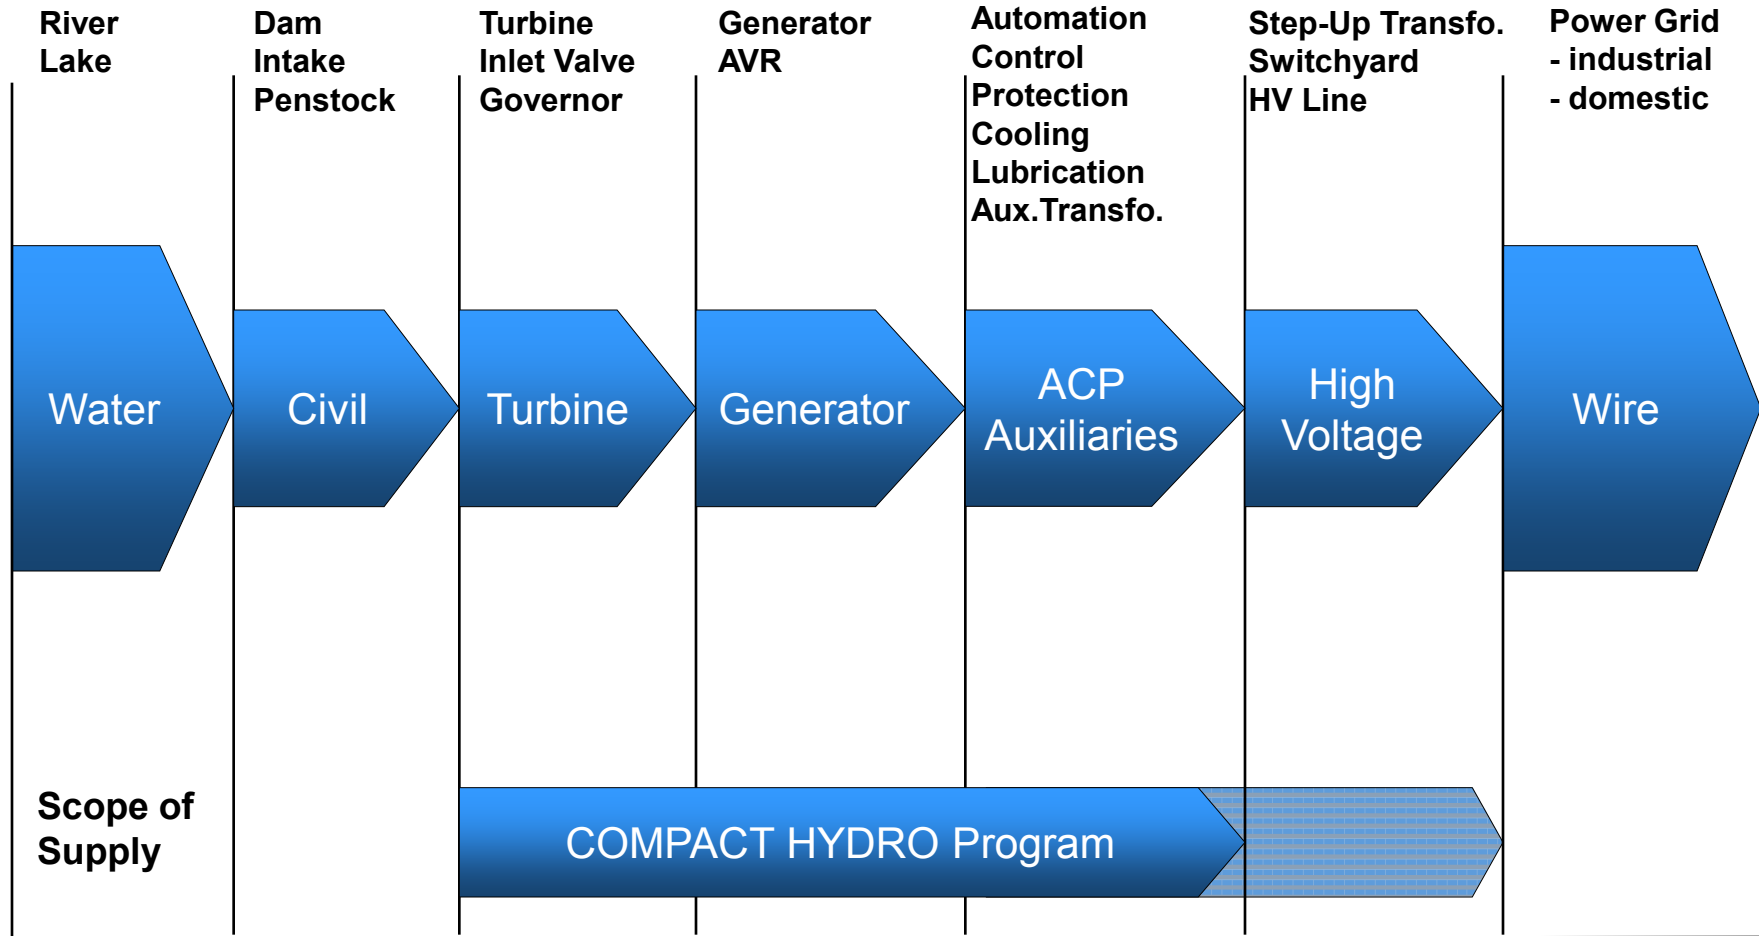 River
Lake
Dam
Intake
Penstock
Turbine
Inlet Valve
Governor
Generator
AVR
Automation
Control
Protection
Cooling
Lubrication
Aux.Transfo.
Step-Up Transfo.
Switchyard
HV Line
Power Grid
- industrial
- domestic
Water
Civil
Turbine
Generator
ACP
Auxiliaries
High
Voltage
Wire
Scope of
Supply
COMPACT HYDRO Program